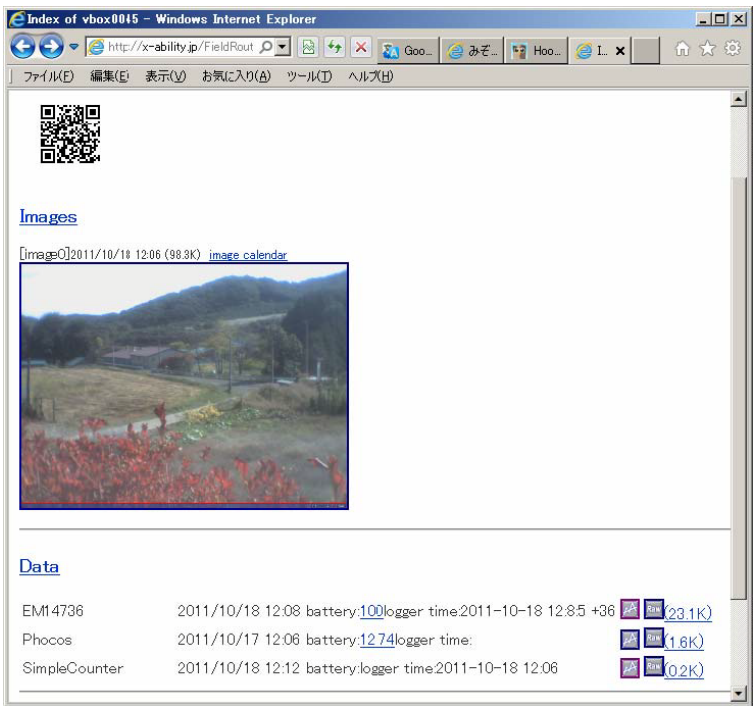 Index of vbox0045 - Windows Internet Explorer
http://x-ability.jp/FieldRout
Goo...
みぞ...
Hoo...
I...
ファイル(F) 編集(E) 表示(V) お気に入り(A) ツール(T) ヘルプ(H)
Images
[image0]2011/10/18 12:06 (98.3K) image calendar
Data
EM14736 2011/10/18 12:08 battery:100logger time:2011-10-18 12:8:5 +36 Raw (23.1K)
Phocos 2011/10/17 12:06 battery:1274logger time: Raw (1.6K)
SimpleCounter 2011/10/18 12:12 battery:logger time:2011-10-18 12:06 Raw (0.2K)